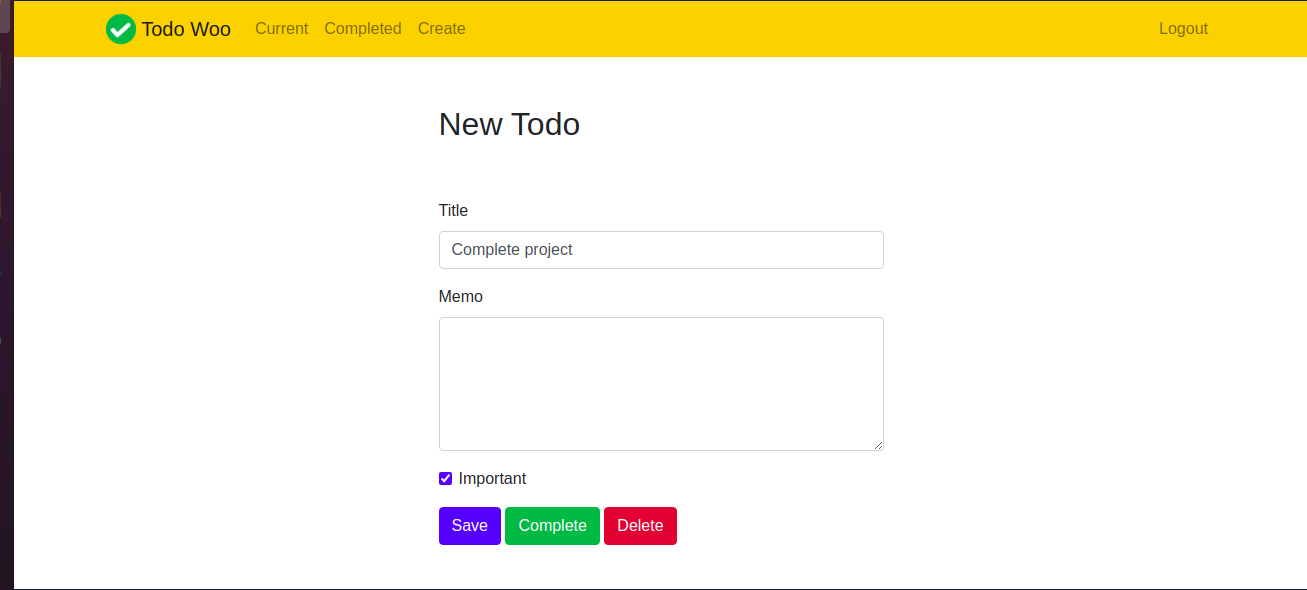 Todo Woo Current Completed Create Logout
New Todo
Title
Complete project
Memo
Important
Save Complete Delete